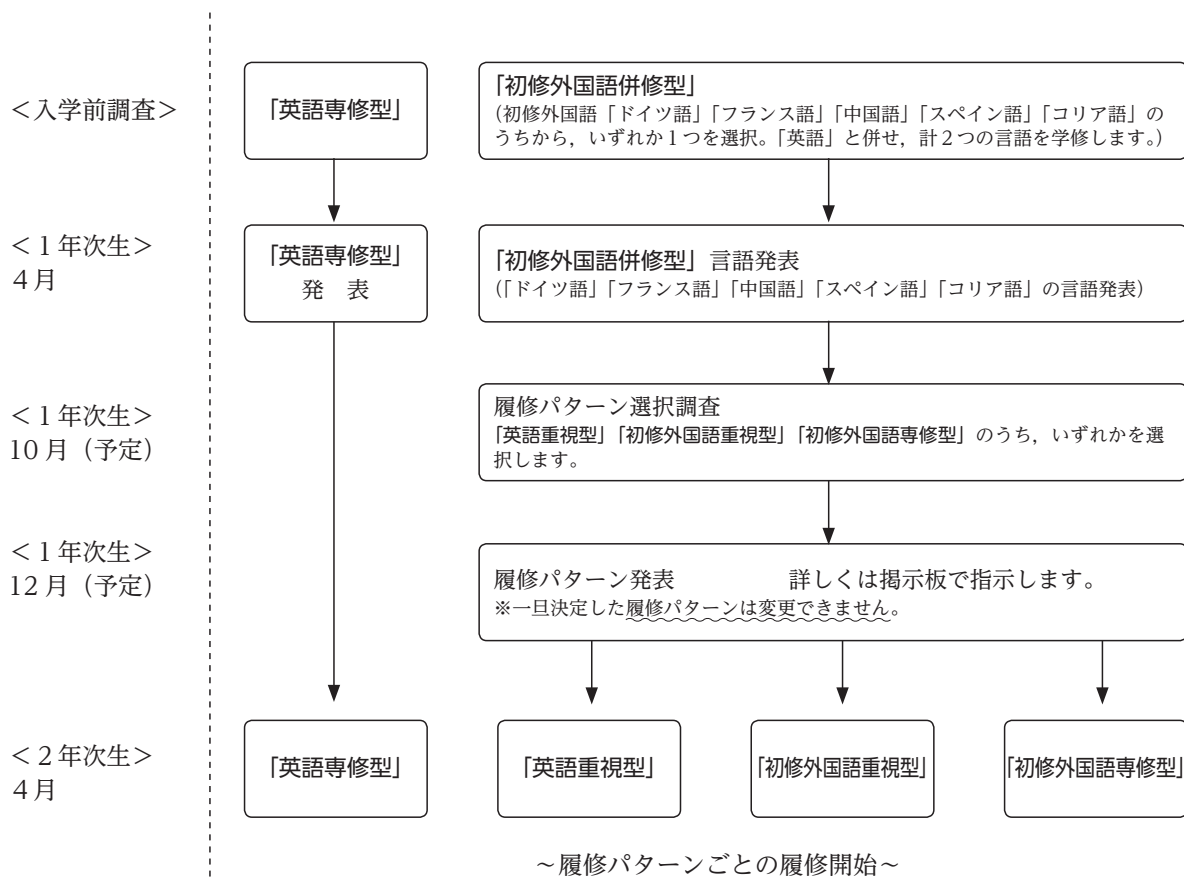 <入学前調査>
「英語専修型」
「初修外国語併修型」
(初修外国語「ドイツ語」「フランス語」「中国語」「スペイン語」「コリア語」の
うちから，いずれか1つを選択。「英語」と併せ，計2つの言語を学修します。)
<1年次生>
4月
「英語専修型」
発　表
「初修外国語併修型」言語発表
(「ドイツ語」「フランス語」「中国語」「スペイン語」「コリア語」の言語発表)
<1年次生>
10月（予定）
履修パターン選択調査
「英語重視型」「初修外国語重視型」「初修外国語専修型」のうち，いずれかを選
択します。
<1年次生>
12月（予定）
履修パターン発表　　　　詳しくは掲示板で指示します。
※一旦決定した履修パターンは変更できません。
<2年次生>
4月
「英語専修型」
「英語重視型」
「初修外国語重視型」
「初修外国語専修型」
～履修パターンごとの履修開始～